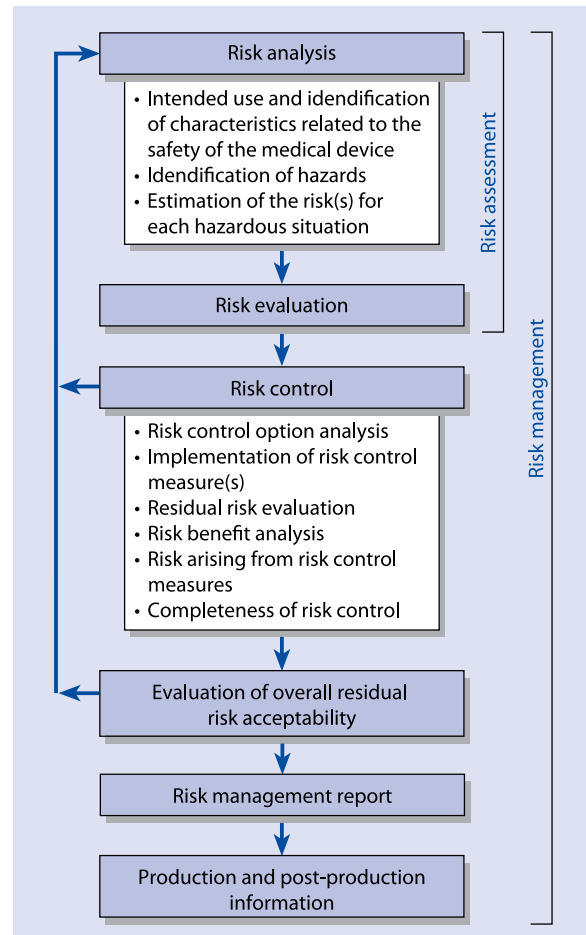 Risk analysis
• Intended use and idendification
of characteristics related to the
safety of the medical device
• Idendification of hazards
• Estimation of the risk(s) for
each hazardous situation
Risk evaluation
Risk assessment
Risk control
• Risk control option analysis
• Implementation of risk control
measure(s)
• Residual risk evaluation
• Risk benefit analysis
• Risk arising from risk control
measures
• Completeness of risk control
Evaluation of overall residual
risk acceptability
Risk management report
Production and post-production
information
Risk management